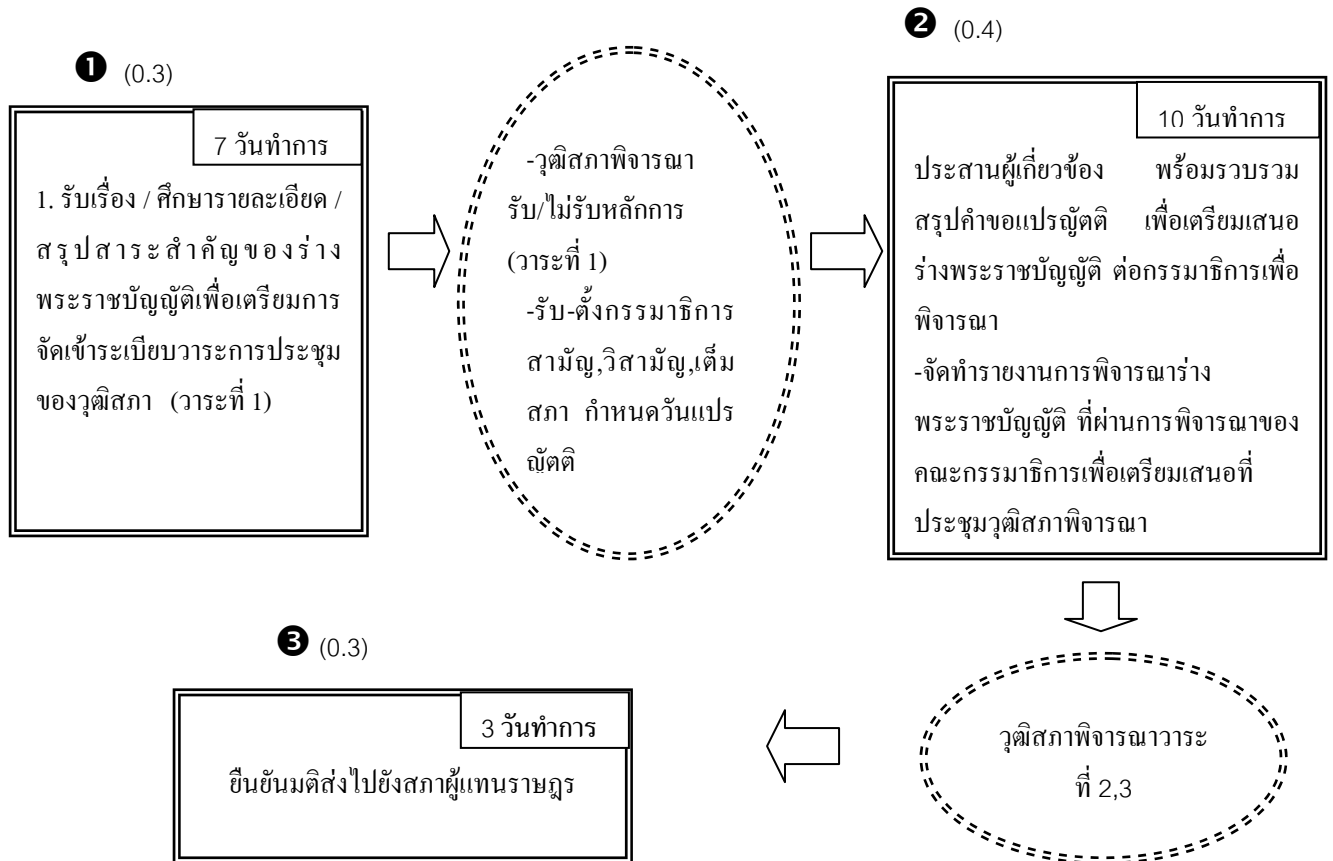 ❶ (0.3)
7 วันทำการ
1. รับเรื่อง / ศึกษารายละเอียด /
สรุปสาระสำคัญของร่าง
พระราชบัญญัติเพื่อเตรียมการ
จัดเข้าระเบียบวาระการประชุม
ของวุฒิสภา (วาระที่ 1)
-วุฒิสภาพิจารณา
รับ/ไม่รับหลักการ
(วาระที่ 1)
-รับ-ตั้งกรรมาธิการ
สามัญ,วิสามัญ,เต็ม
สภา กำหนดวันแปร
ญัตติ
❷ (0.4)
10 วันทำการ
ประสานผู้เกี่ยวข้อง พร้อมรวบรวม
สรุปคำขอแปรญัตติ เพื่อเตรียมเสนอ
ร่างพระราชบัญญัติ ต่อกรรมาธิการเพื่อ
พิจารณา
-จัดทำรายงานการพิจารณาร่าง
พระราชบัญญัติ ที่ผ่านการพิจารณาของ
คณะกรรมาธิการเพื่อเตรียมเสนอที่
ประชุมวุฒิสภาพิจารณา
วุฒิสภาพิจารณาวาระ
ที่ 2,3
❸ (0.3)
3 วันทำการ
ยืนยันมติส่งไปยังสภาผู้แทนราษฎร